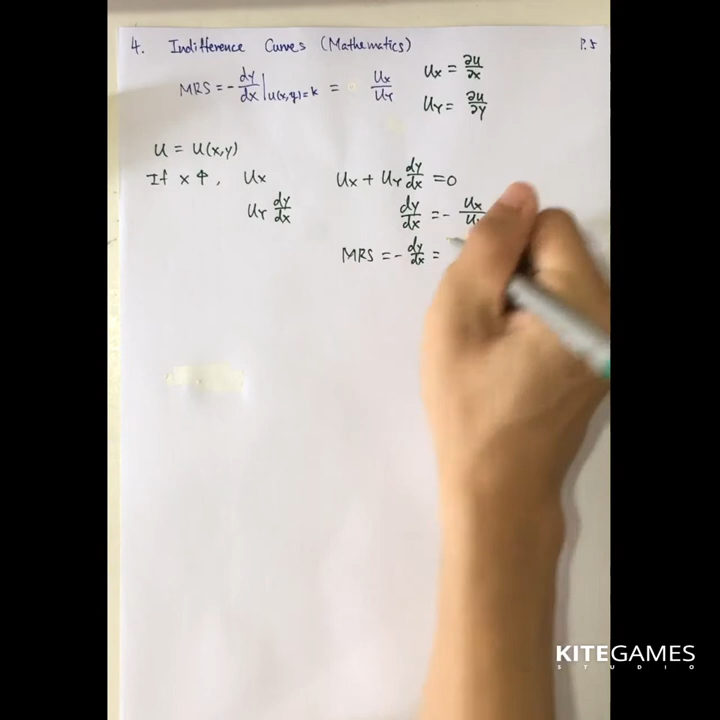 4. Indifference Curves (Mathematics) P.5
MRS = - dy/dx | u(x,y)=k = Ux/UY
Ux = ∂u/∂x
UY = ∂u/∂y
U = U(x,y)
If x ↑, Ux
UY dy/dx
Ux + UY dy/dx = 0
dy/dx = - Ux/U
MRS = - dy/dx =
KITEGAMES
STUDIO